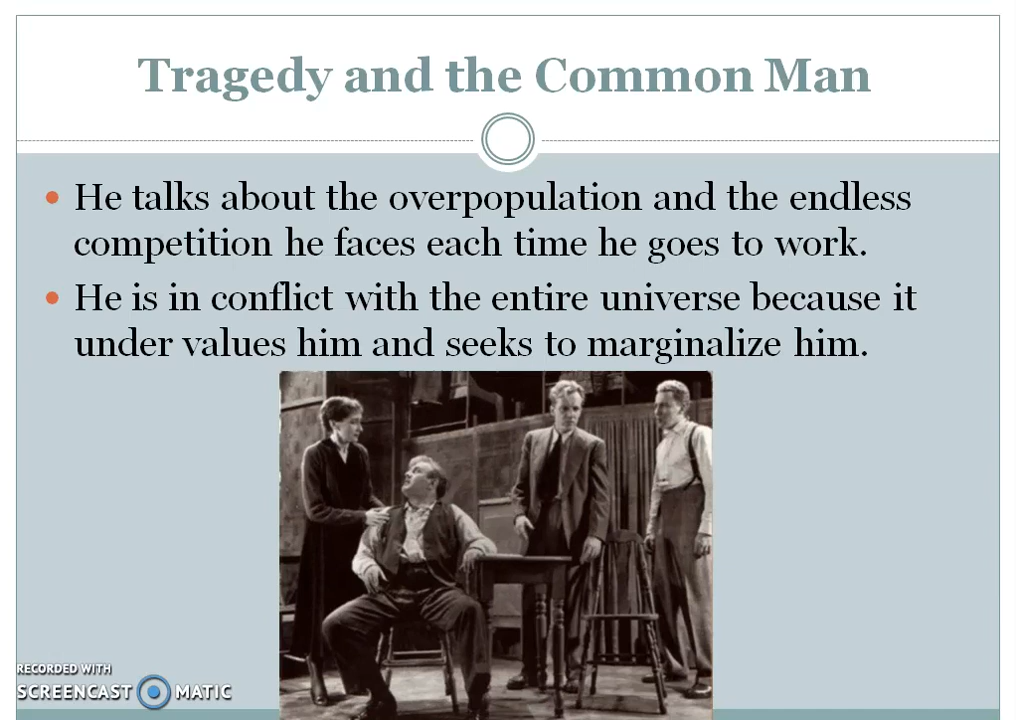 Tragedy and the Common Man
He talks about the overpopulation and the endless
competition he faces each time he goes to work.
He is in conflict with the entire universe because it
under values him and seeks to marginalize him.
RECORDED WITH
SCREENCAST MATIC